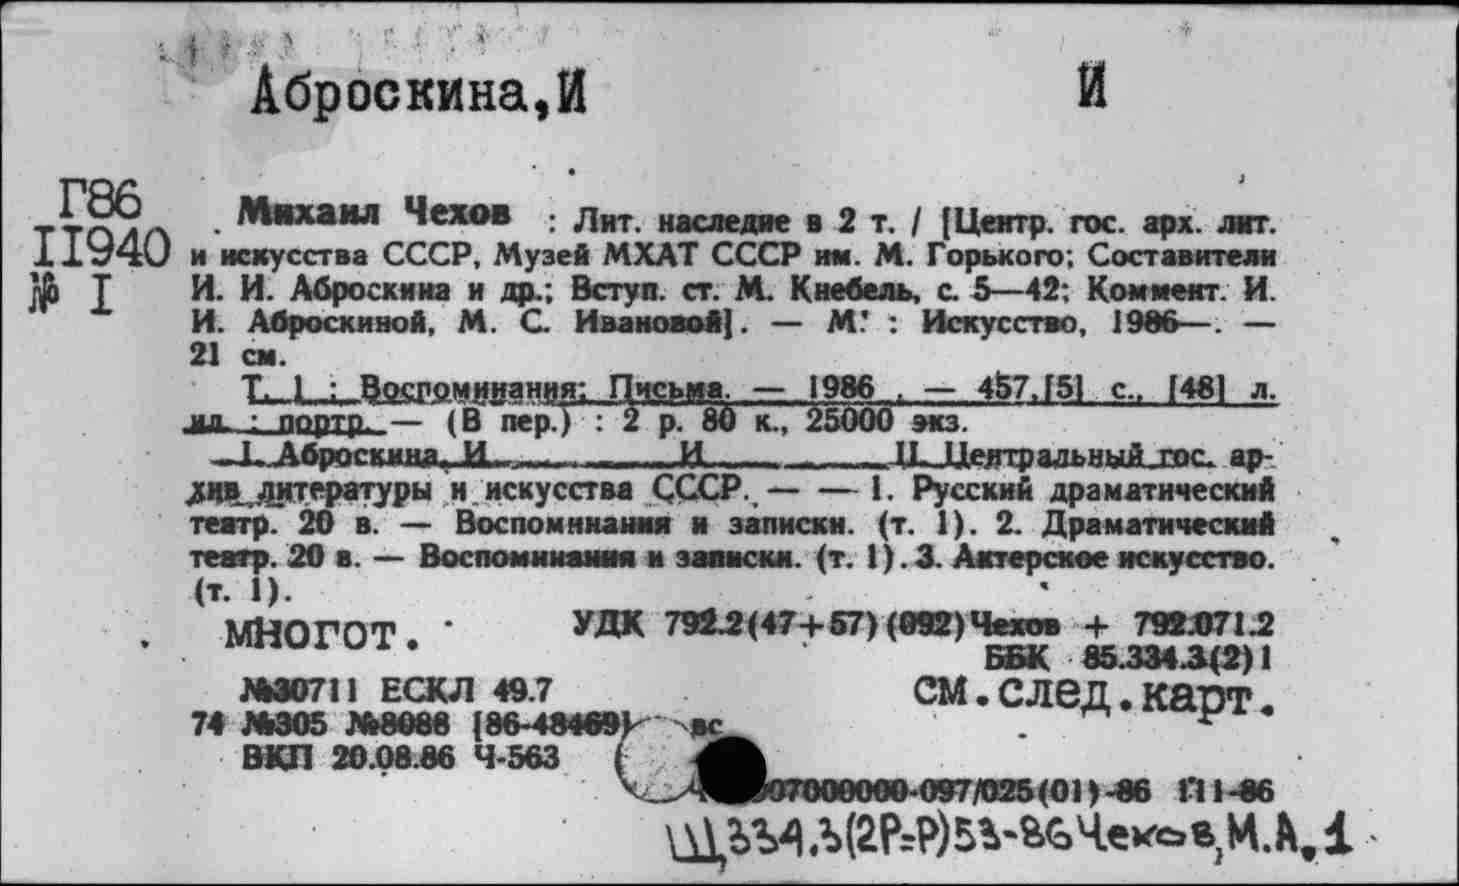 Аброскина,И И
Г86
11940
№ I
Михаил Чехов : Лит. наследие в 2 т. / [Центр. гос. арх. лит.
и искусства СССР, Музей МХАТ СССР им. М. Горького; Составители
И. И. Аброскина и др.; Вступ. ст. М. Кнебель, с. 5—42; Коммент. И.
И. Аброскиной, М. С. Ивановой]. — М. : Искусство, 1986—. —
21 см.
Т. 1 : Воспоминания; Письма. — 1986 . — 457,[5] с., [48] л.
ил. : портр. — (В пер.) : 2 р. 80 к., 25000 экз.
I. Аброскина, И И II. Центральный гос. ар-
хив литературы и искусства СССР. — — 1. Русский драматический
театр. 20 в. — Воспоминания и записки. (т. 1). 2. Драматический
театр. 20 в. — Воспоминания и записки. (т. 1). 3. Актерское искусство.
(т. 1).
многот. УДК 792.2(47+57)(092)Чехов + 792.071.2
ББК 85.334.3(2)1
№30711 ЕСКЛ 49.7 см.след.карт.
74 №305 №8088 [86-48469] вс
ВКП 20.08.86 Ч-563
07000000-097/025(01)-86 П1-86
Щ334.3(2Р=Р)53-8б Чехов, М.А,1